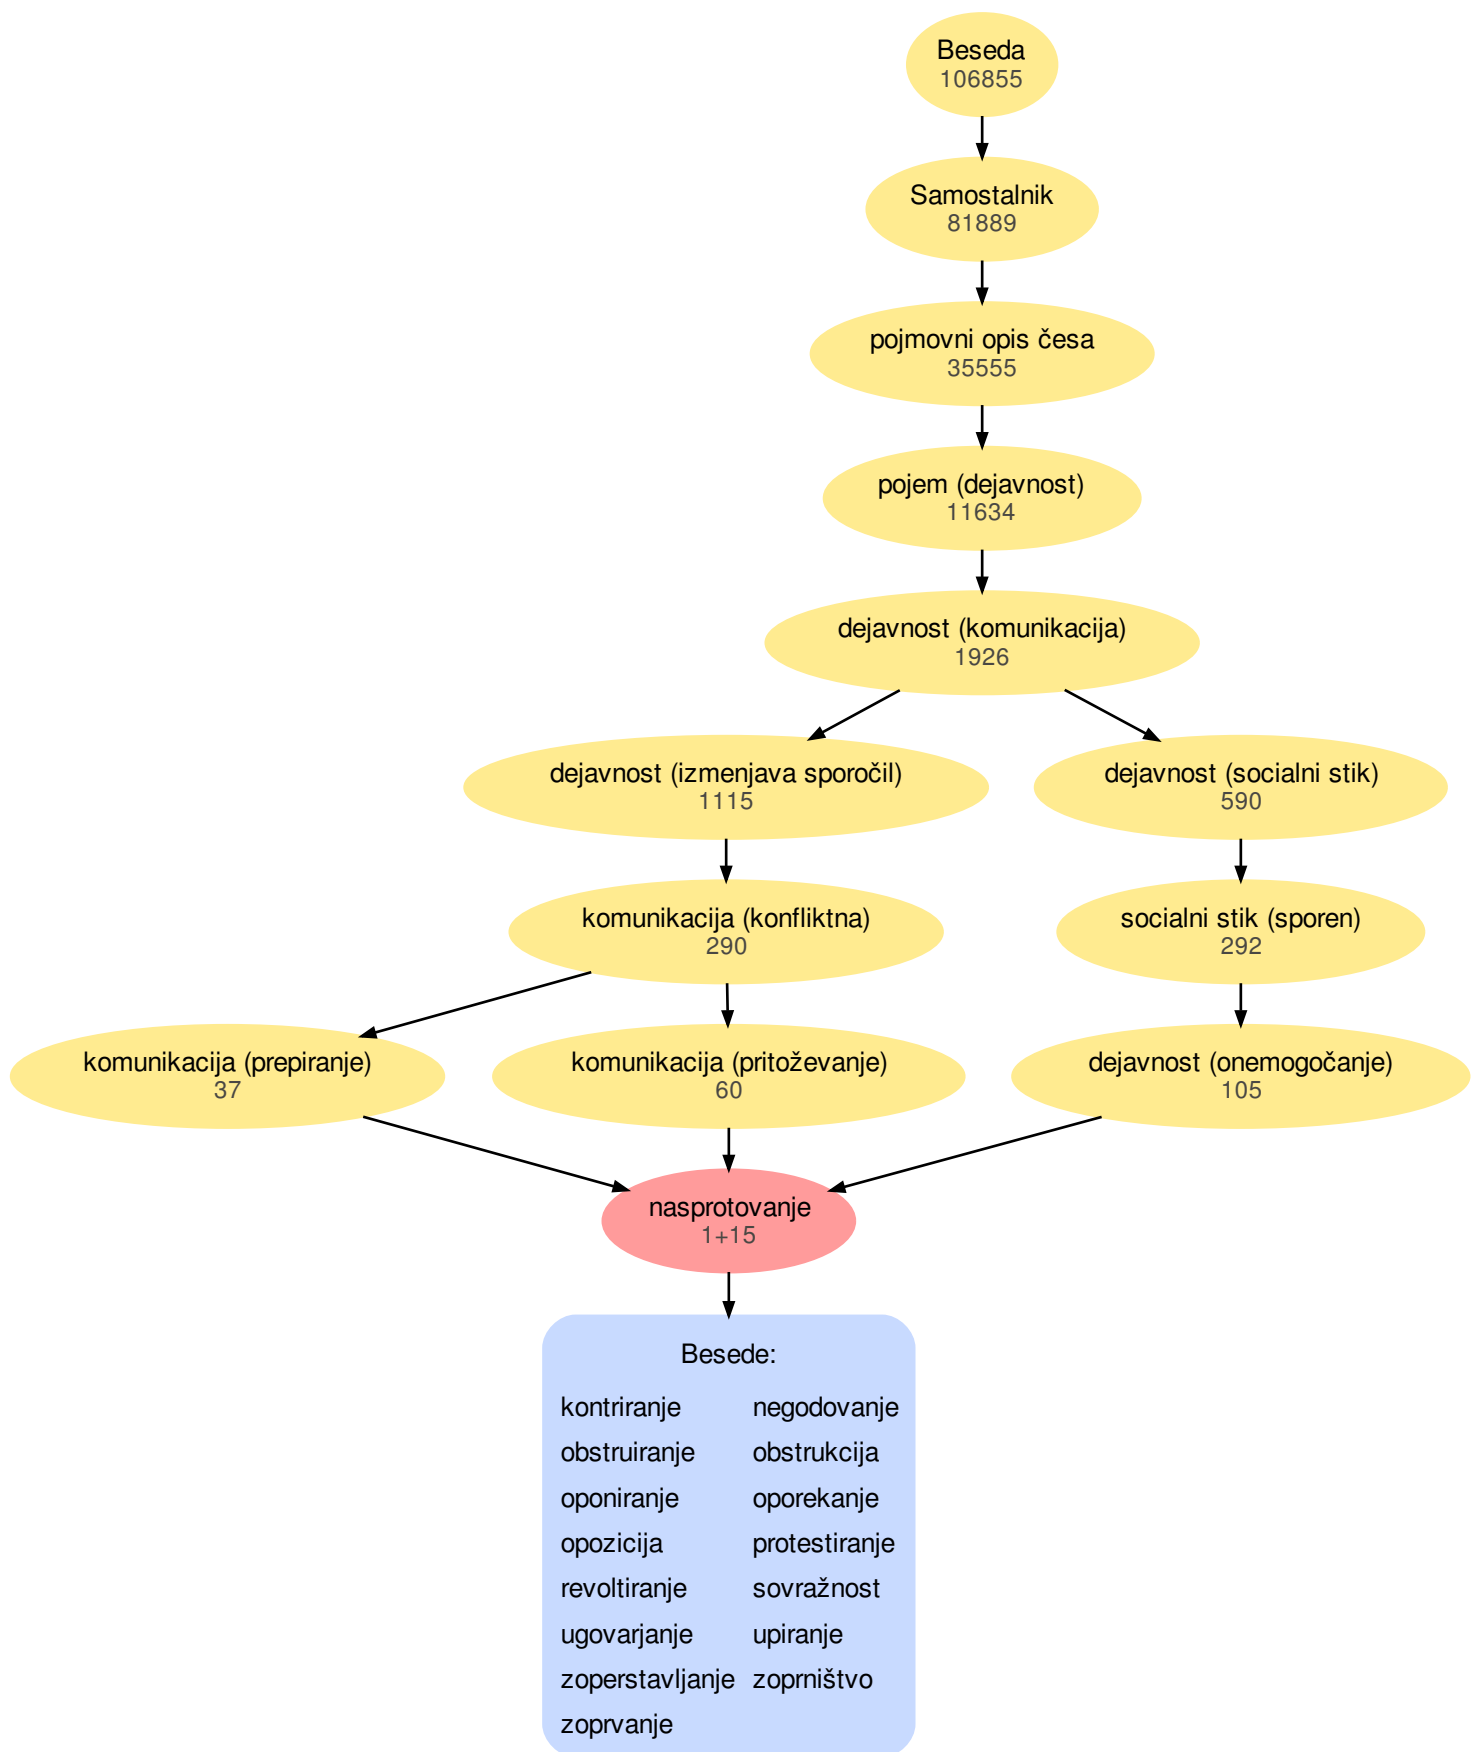 Beseda
106855
Samostalnik
81889
pojmovni opis česa
35555
pojem (dejavnost)
11634
dejavnost (komunikacija)
1926
dejavnost (izmenjava sporočil)
1115
dejavnost (socialni stik)
590
komunikacija (konfliktna)
290
socialni stik (sporen)
292
komunikacija (prepiranje)
37
komunikacija (pritoževanje)
60
dejavnost (onemogočanje)
105
nasprotovanje
1+15
Besede:
kontriranje negodovanje
obstruiranje obstrukcija
oponiranje oporekanje
opozicija protestiranje
revoltiranje sovražnost
ugovarjanje upiranje
zoperstavljanje zoprništvo
zoprvanje